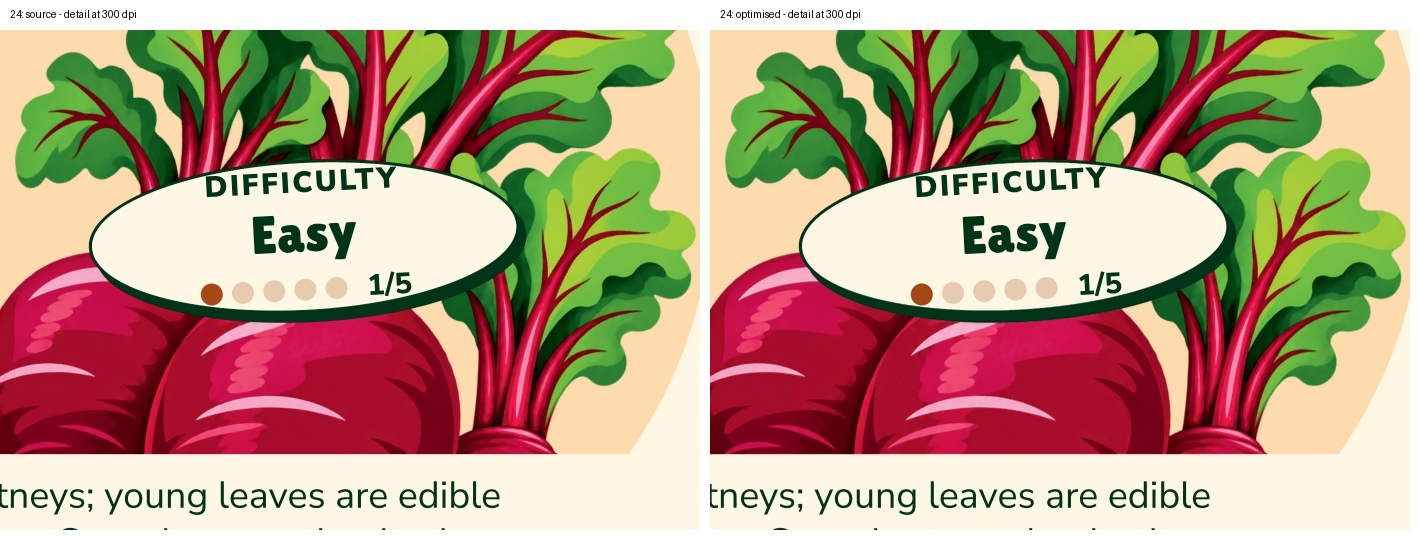 24: source - detail at 300 dpi
DIFFICULTY
Easy
1/5
tneys; young leaves are edible
24: optimised - detail at 300 dpi
DIFFICULTY
Easy
1/5
tneys; young leaves are edible